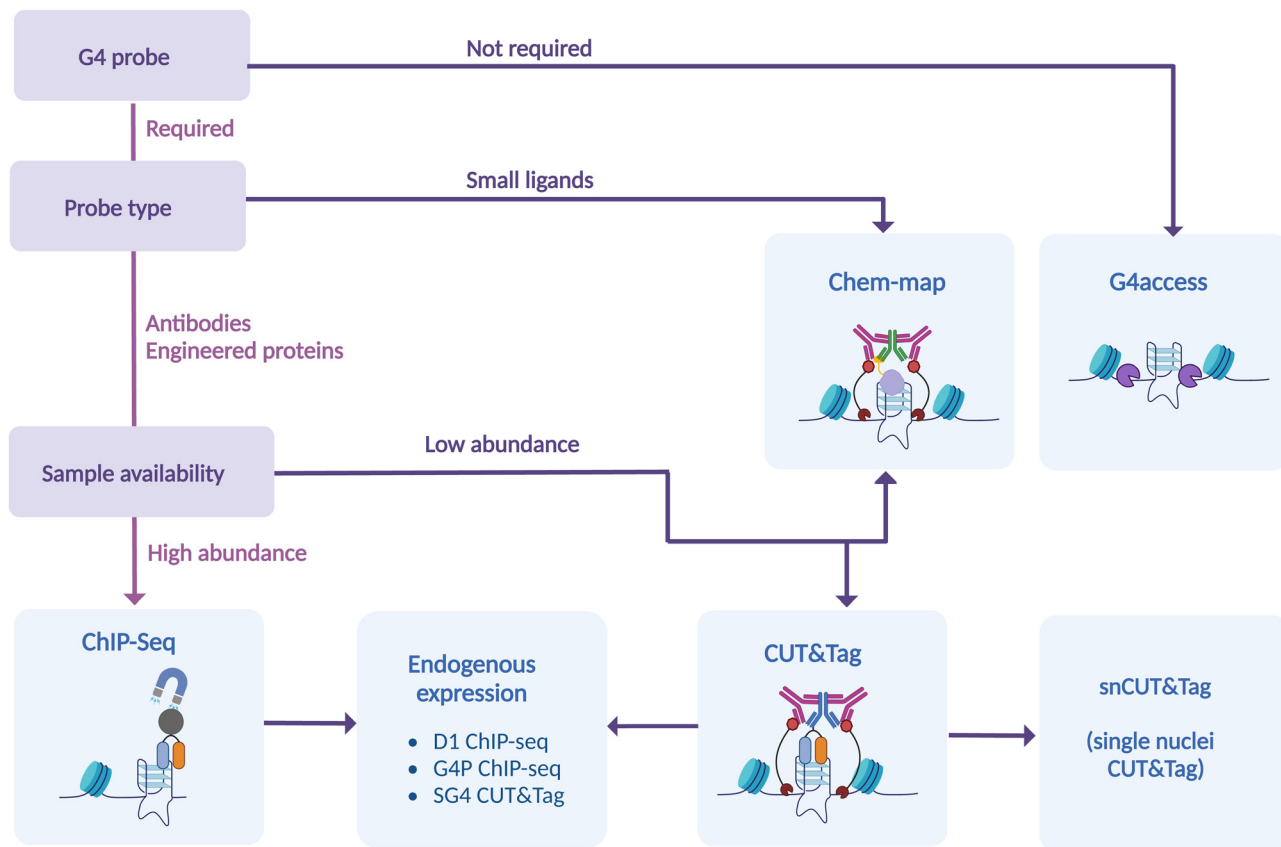 G4 probe
Not required
Required
Probe type
Small ligands
Chem-map
G4access
Antibodies
Engineered proteins
Sample availability
Low abundance
High abundance
ChIP-Seq
Endogenous
expression
• D1 ChIP-seq
• G4P ChIP-seq
• SG4 CUT&Tag
CUT&Tag
snCUT&Tag
(single nuclei
CUT&Tag)